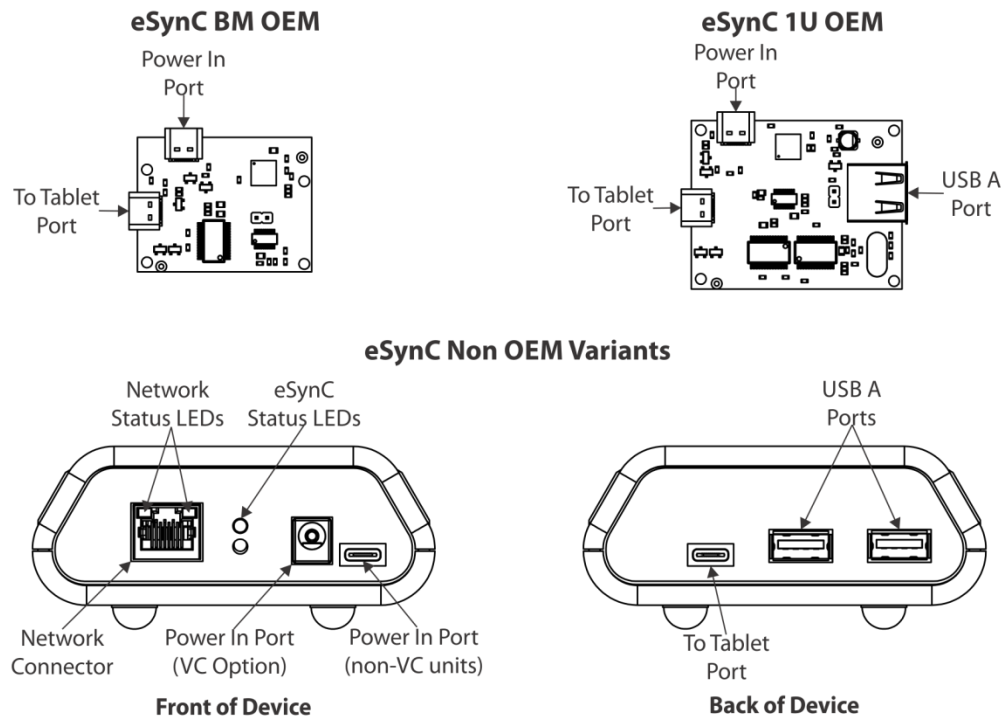 eSynC BM OEM
Power In
Port
To Tablet
Port
eSynC 1U OEM
Power In
Port
To Tablet
Port
USB A
Port
eSynC Non OEM Variants
Network
Status LEDs
eSynC
Status LEDs
Network
Connector
Power In Port
(VC Option)
Power In Port
(non-VC units)
Front of Device
USB A
Ports
To Tablet
Port
Back of Device